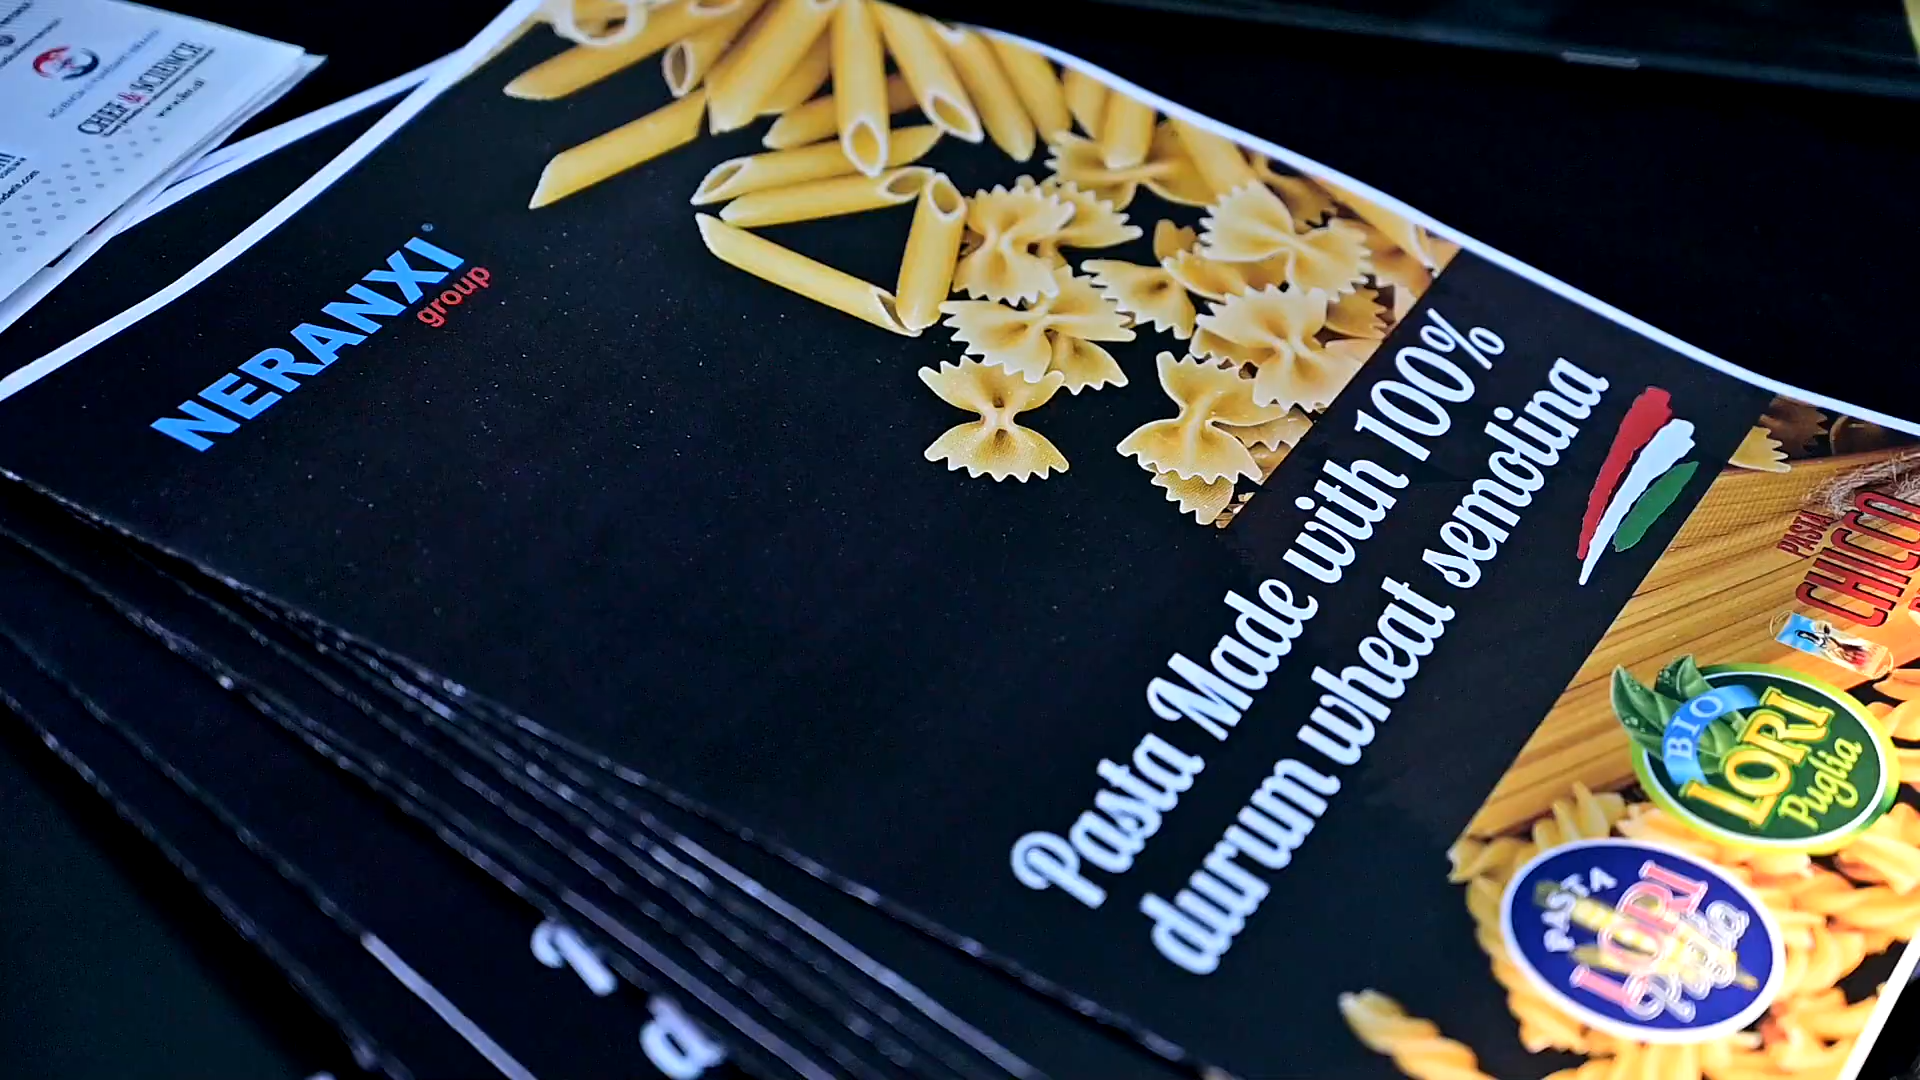 CHEF & SCIENCE
NERANXI®
group
Pasta Made with 100%
durum wheat semolina
PASTA
CHICCO
BIO
LORI
Puglia
PASTA
LORI
Puglia